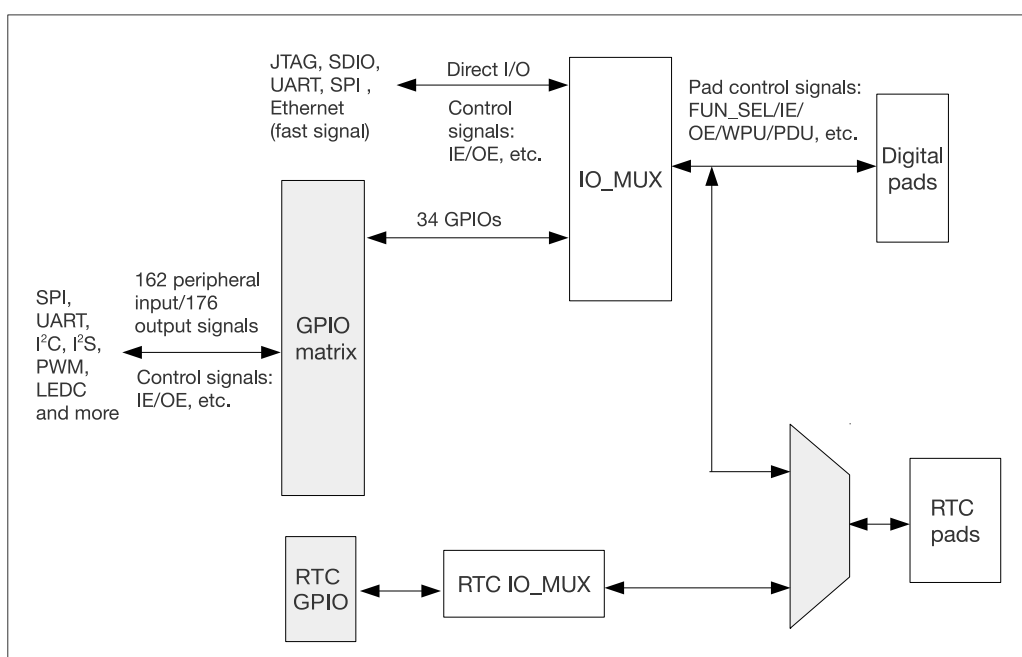 JTAG, SDIO,
UART, SPI ,
Ethernet
(fast signal)
Direct I/O
Control
signals:
IE/OE, etc.
IO_MUX
Pad control signals:
FUN_SEL/IE/
OE/WPU/PDU, etc.
Digital
pads
34 GPIOs
SPI,
UART,
I²C, I²S,
PWM,
LEDC
and more
162 peripheral
input/176
output signals
Control signals:
IE/OE, etc.
GPIO
matrix
RTC
GPIO
RTC IO_MUX
RTC
pads